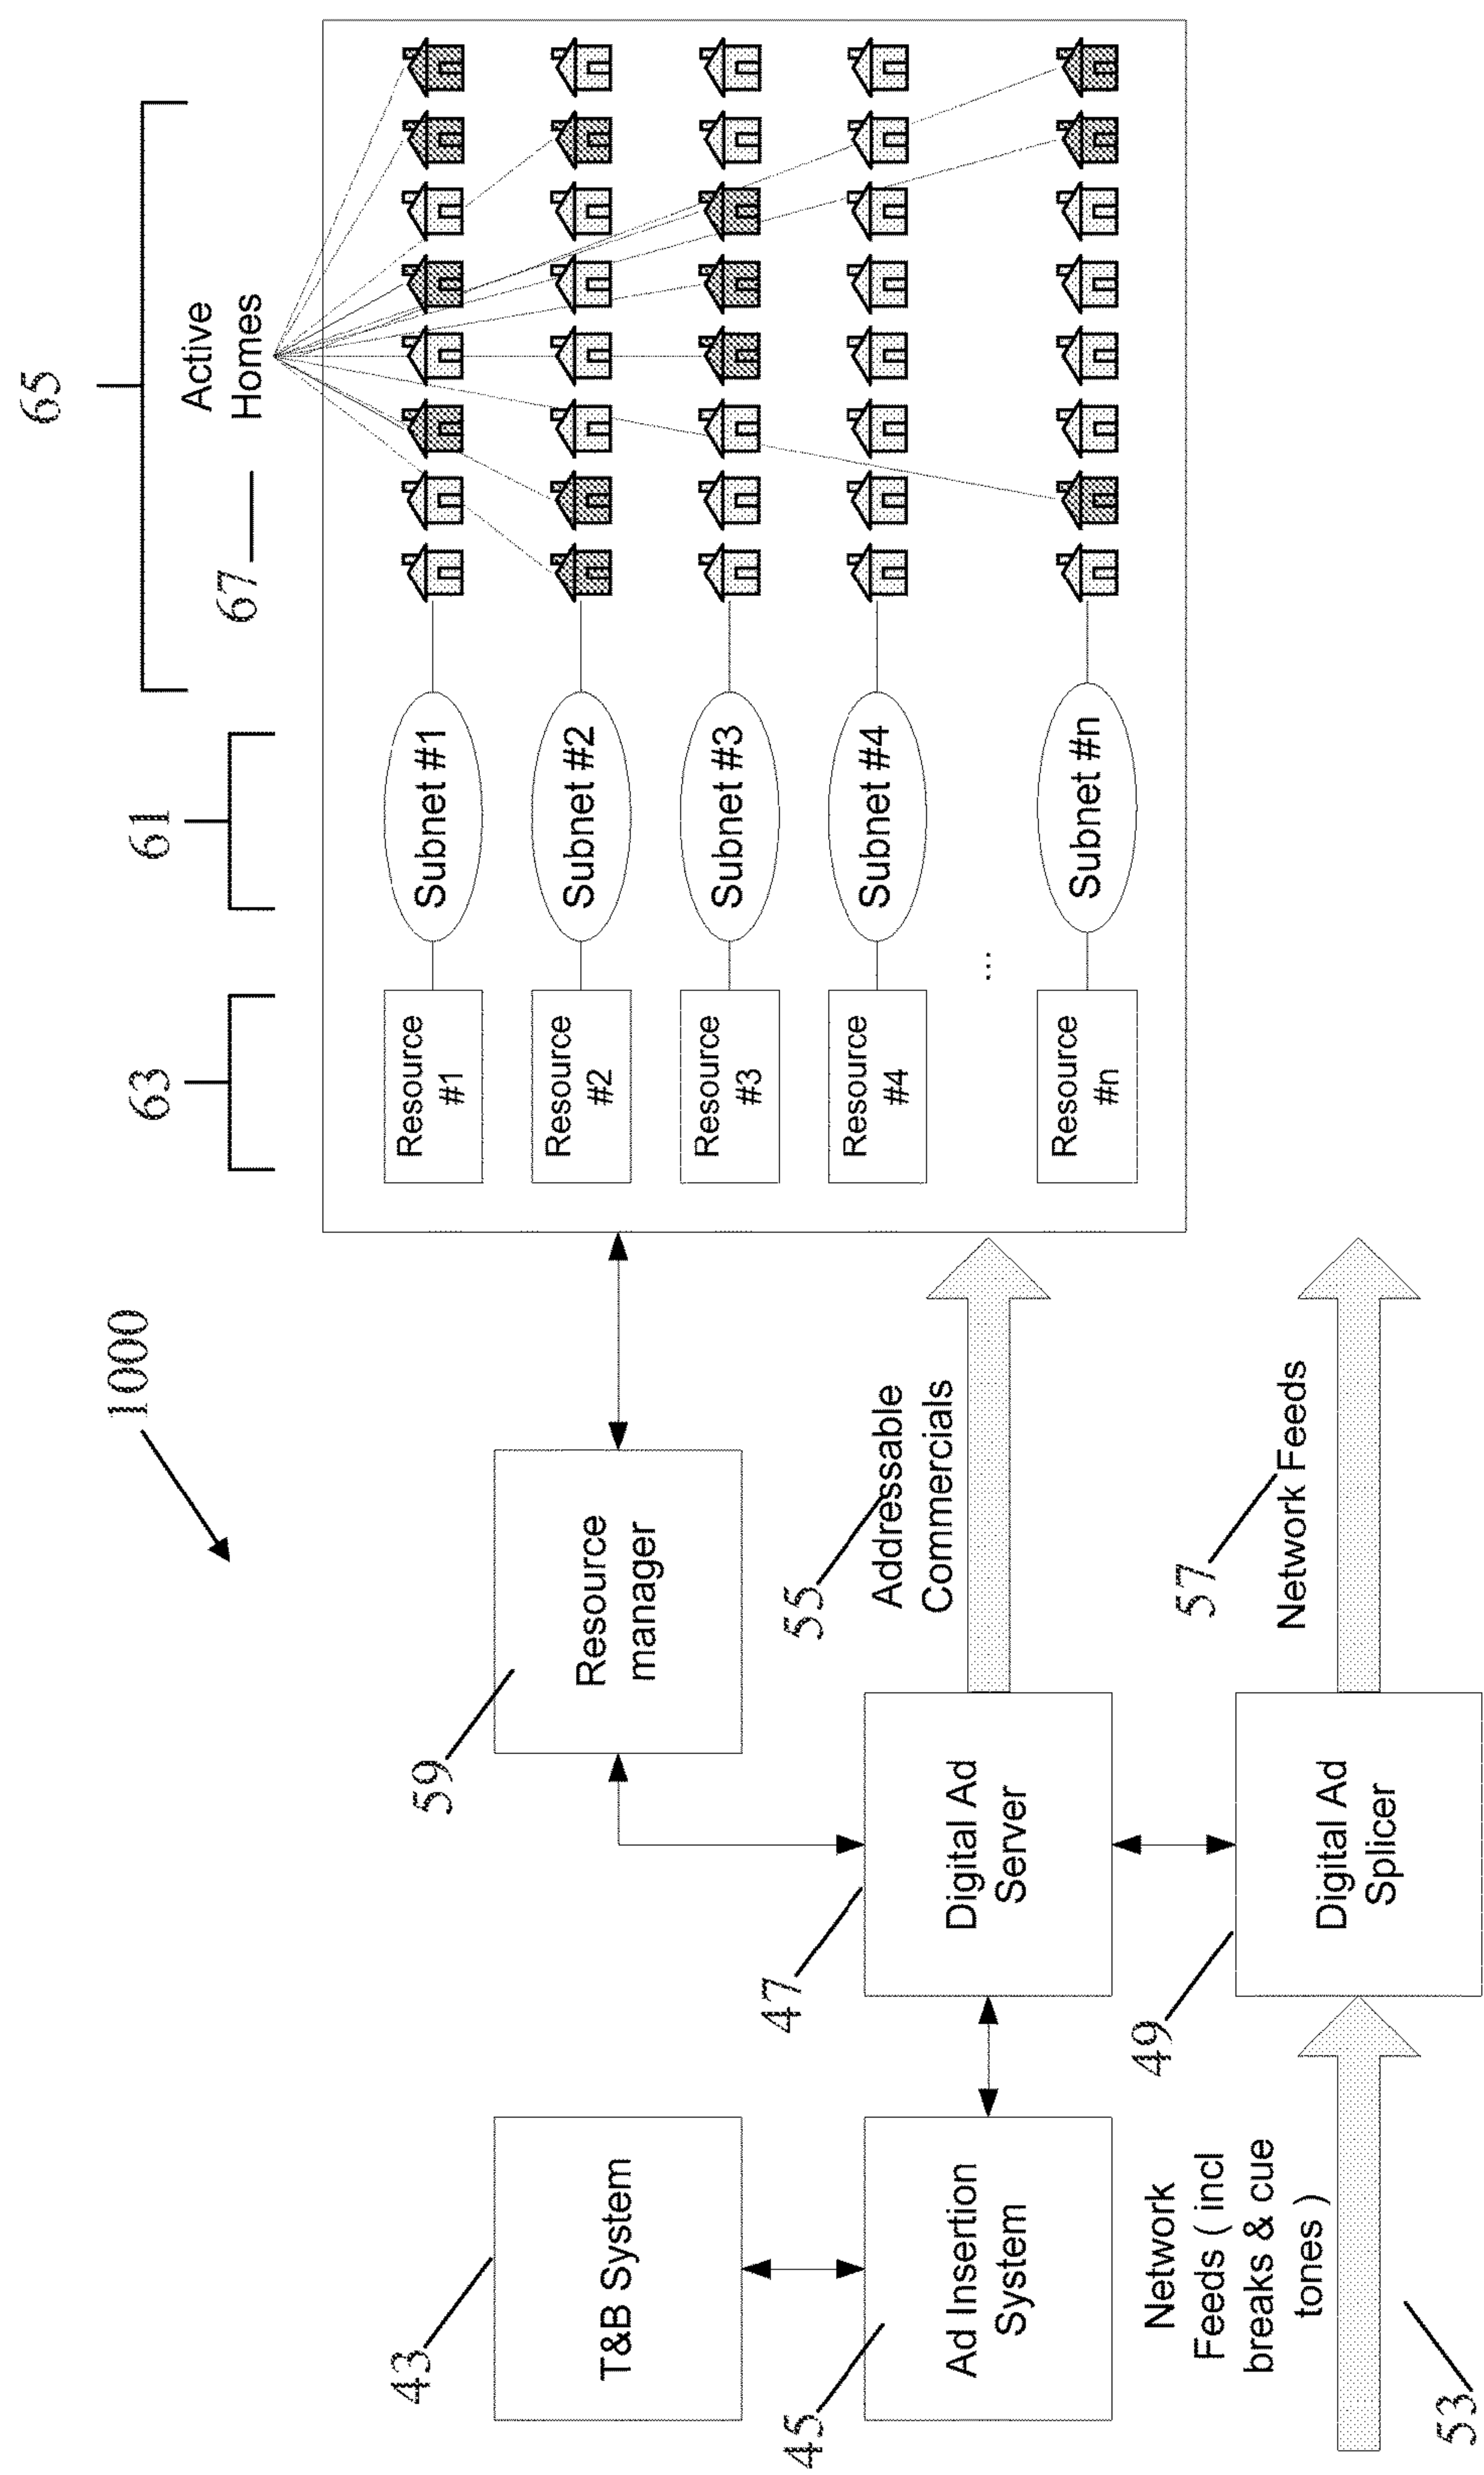 1000
65
61
63
Active
Homes
67
Resource
#1
Subnet #1
Resource
#2
Subnet #2
Resource
#3
Subnet #3
Resource
#4
Subnet #4
...
Resource
#n
Subnet #n
43
T&B System
59
Resource
manager
45
Ad Insertion
System
47
Digital Ad
Server
55
Addressable
Commercials
Network
Feeds ( incl
breaks & cue
tones )
53
49
Digital Ad
Splicer
57
Network Feeds